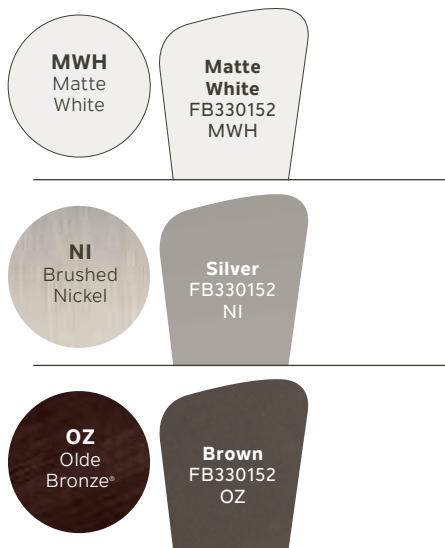 MWH
Matte
White
Matte
White
FB330152
MWH
NI
Brushed
Nickel
Silver
FB330152
NI
OZ
Olde
Bronze®
Brown
FB330152
OZ